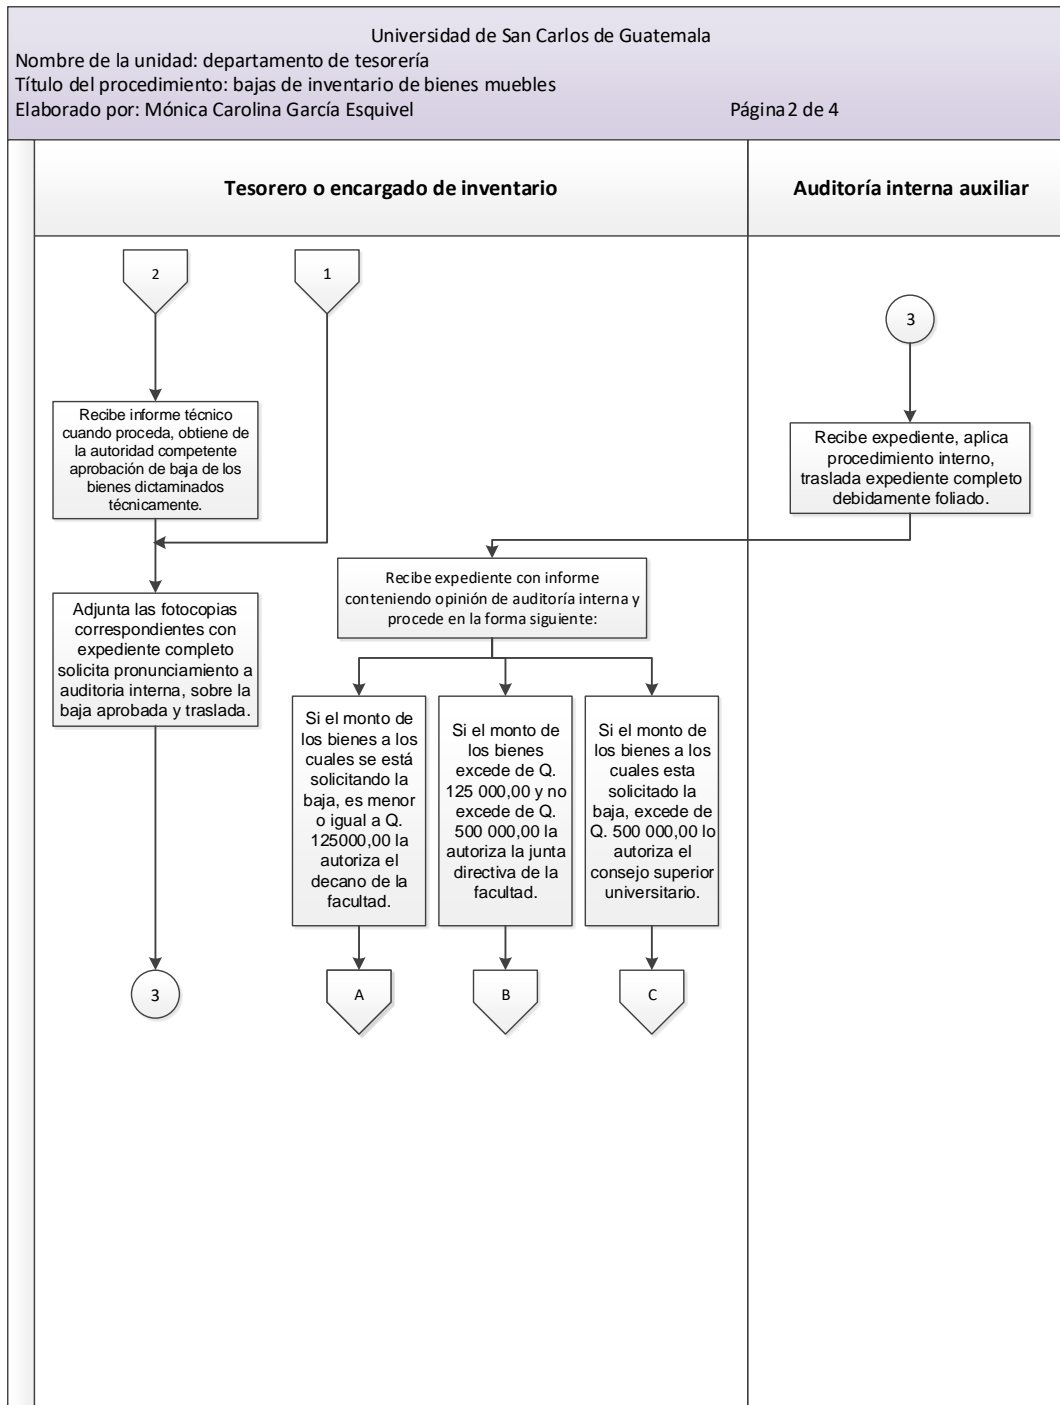 Universidad de San Carlos de Guatemala
Nombre de la unidad: departamento de tesorería
Título del procedimiento: bajas de inventario de bienes muebles
Elaborado por: Mónica Carolina García Esquivel Página 2 de 4
Tesorero o encargado de inventario
Auditoría interna auxiliar
2
1
3
Recibe informe técnico
cuando proceda, obtiene de
la autoridad competente
aprobación de baja de los
bienes dictaminados
técnicamente.
Recibe expediente, aplica
procedimiento interno,
traslada expediente completo
debidamente foliado.
Adjunta las fotocopias
correspondientes con
expediente completo
solicita pronunciamiento a
auditoria interna, sobre la
baja aprobada y traslada.
Recibe expediente con informe
conteniendo opinión de auditoría interna y
procede en la forma siguiente:
Si el monto de
los bienes a los
cuales se está
solicitando la
baja, es menor
o igual a Q.
125000,00 la
autoriza el
decano de la
facultad.
Si el monto de
los bienes
excede de Q.
125 000,00 y no
excede de Q.
500 000,00 la
autoriza la junta
directiva de la
facultad.
Si el monto de
los bienes a los
cuales esta
solicitado la
baja, excede de
Q. 500 000,00 lo
autoriza el
consejo superior
universitario.
3
A
B
C